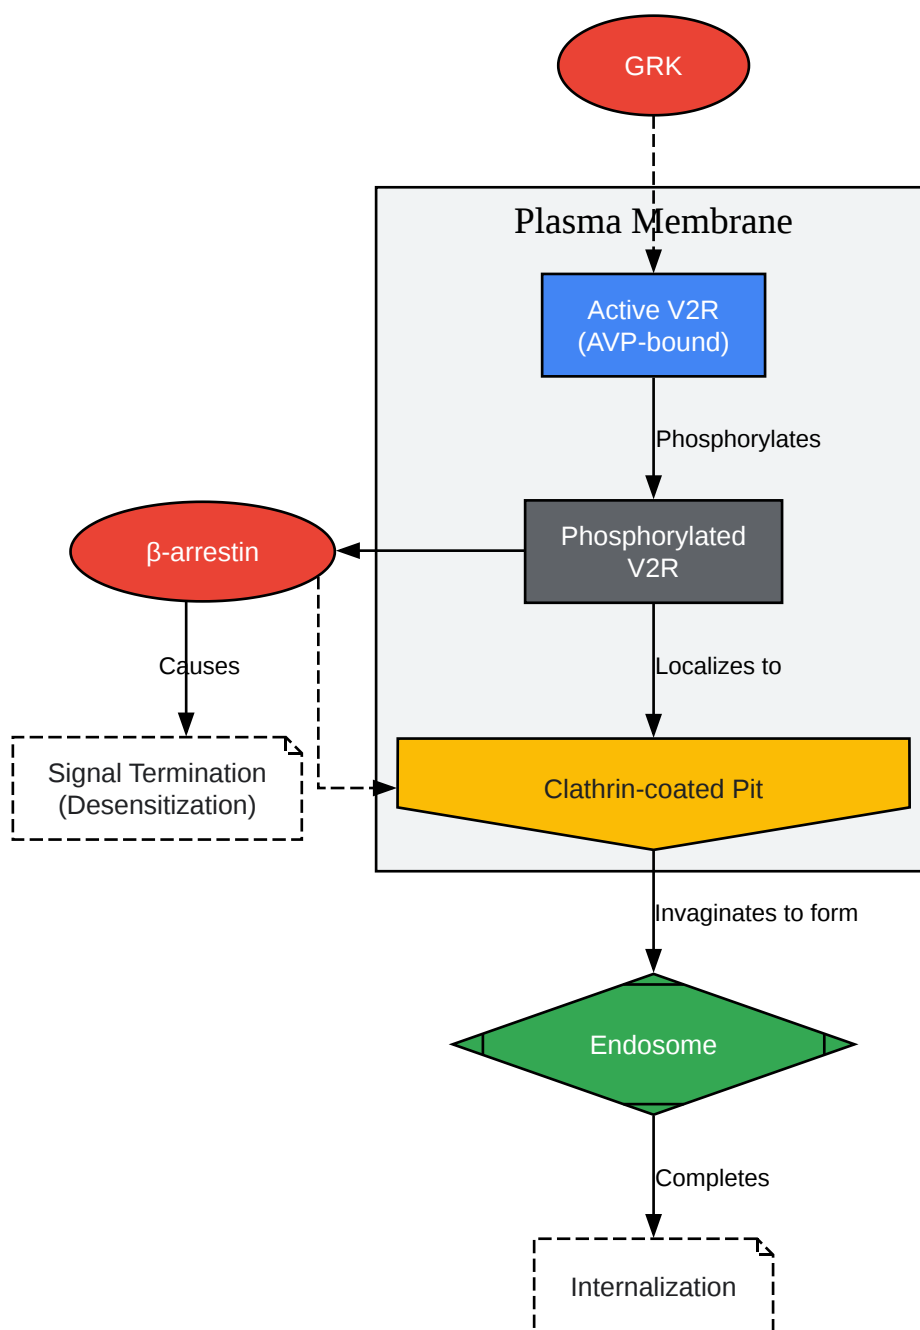 GRK
Plasma Membrane
Active V2R
(AVP-bound)
Phosphorylates
Phosphorylated
V2R
β-arrestin
Causes
Localizes to
Signal Termination
(Desensitization)
Clathrin-coated Pit
Invaginates to form
Endosome
Completes
Internalization